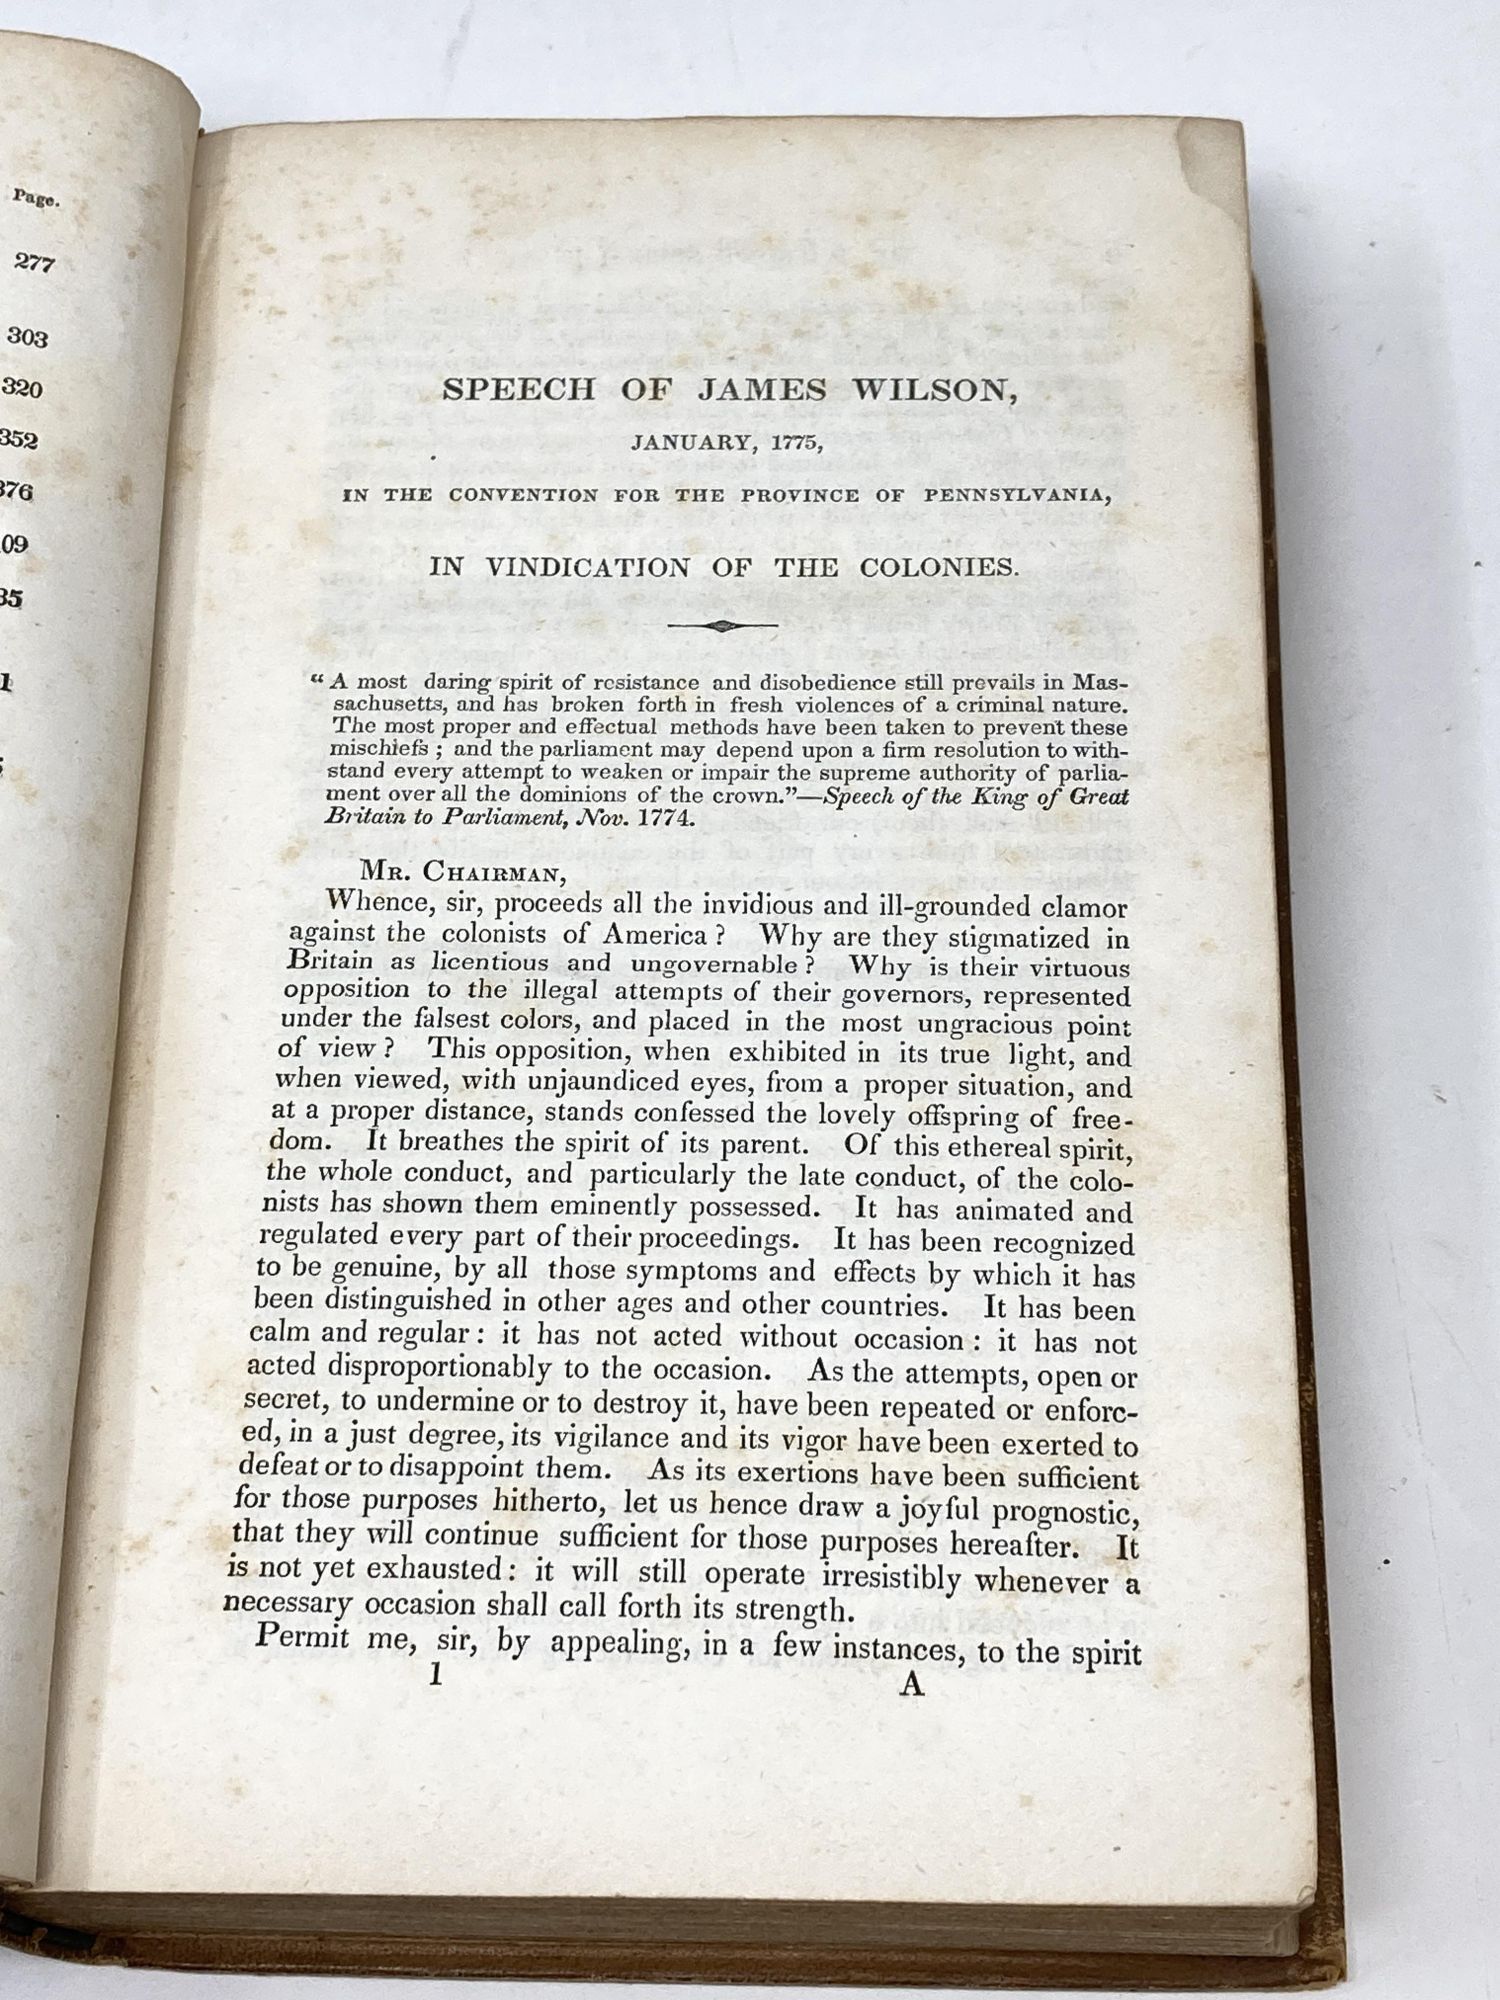 Page.
277
303
320
352
376
09
35
1
SPEECH OF JAMES WILSON,
JANUARY, 1775,
IN THE CONVENTION FOR THE PROVINCE OF PENNSYLVANIA,
IN VINDICATION OF THE COLONIES.
“ A most daring spirit of resistance and disobedience still prevails in Mas-
sachusetts, and has broken forth in fresh violences of a criminal nature.
The most proper and effectual methods have been taken to prevent these
mischiefs ; and the parliament may depend upon a firm resolution to with-
stand every attempt to weaken or impair the supreme authority of parlia-
ment over all the dominions of the crown.”—Speech of the King of Great
Britain to Parliament, Nov. 1774.
MR. CHAIRMAN,
Whence, sir, proceeds all the invidious and ill-grounded clamor
against the colonists of America ? Why are they stigmatized in
Britain as licentious and ungovernable ? Why is their virtuous
opposition to the illegal attempts of their governors, represented
under the falsest colors, and placed in the most ungracious point
of view ? This opposition, when exhibited in its true light, and
when viewed, with unjaundiced eyes, from a proper situation, and
at a proper distance, stands confessed the lovely offspring of free-
dom. It breathes the spirit of its parent. Of this ethereal spirit,
the whole conduct, and particularly the late conduct, of the colo-
nists has shown them eminently possessed. It has animated and
regulated every part of their proceedings. It has been recognized
to be genuine, by all those symptoms and effects by which it has
been distinguished in other ages and other countries. It has been
calm and regular : it has not acted without occasion : it has not
acted disproportionably to the occasion. As the attempts, open or
secret, to undermine or to destroy it, have been repeated or enforc-
ed, in a just degree, its vigilance and its vigor have been exerted to
defeat or to disappoint them. As its exertions have been sufficient
for those purposes hitherto, let us hence draw a joyful prognostic,
that they will continue sufficient for those purposes hereafter. It
is not yet exhausted : it will still operate irresistibly whenever a
necessary occasion shall call forth its strength.
Permit me, sir, by appealing, in a few instances, to the spirit
1 A